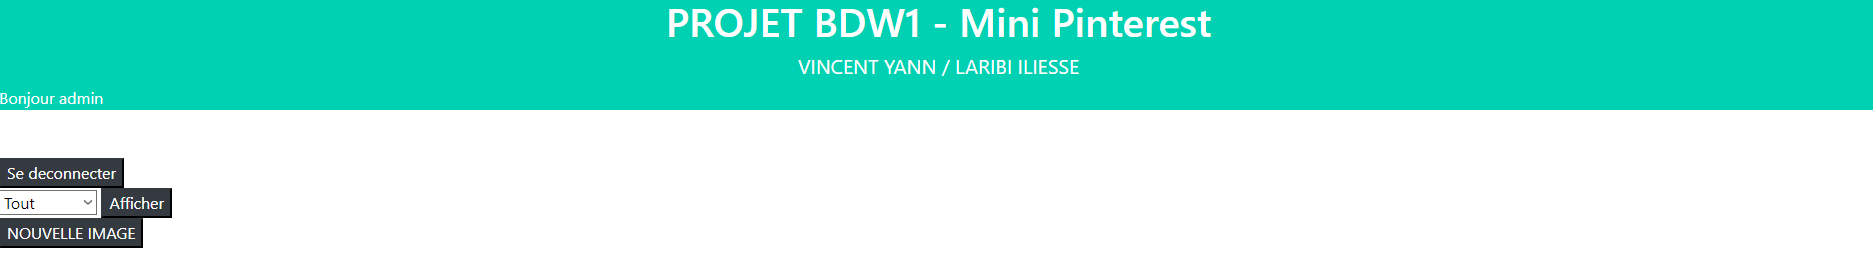 PROJET BDW1 - Mini Pinterest
VINCENT YANN / LARIBI ILIESSE
Bonjour admin
Se deconnecter
Tout Afficher
NOUVELLE IMAGE